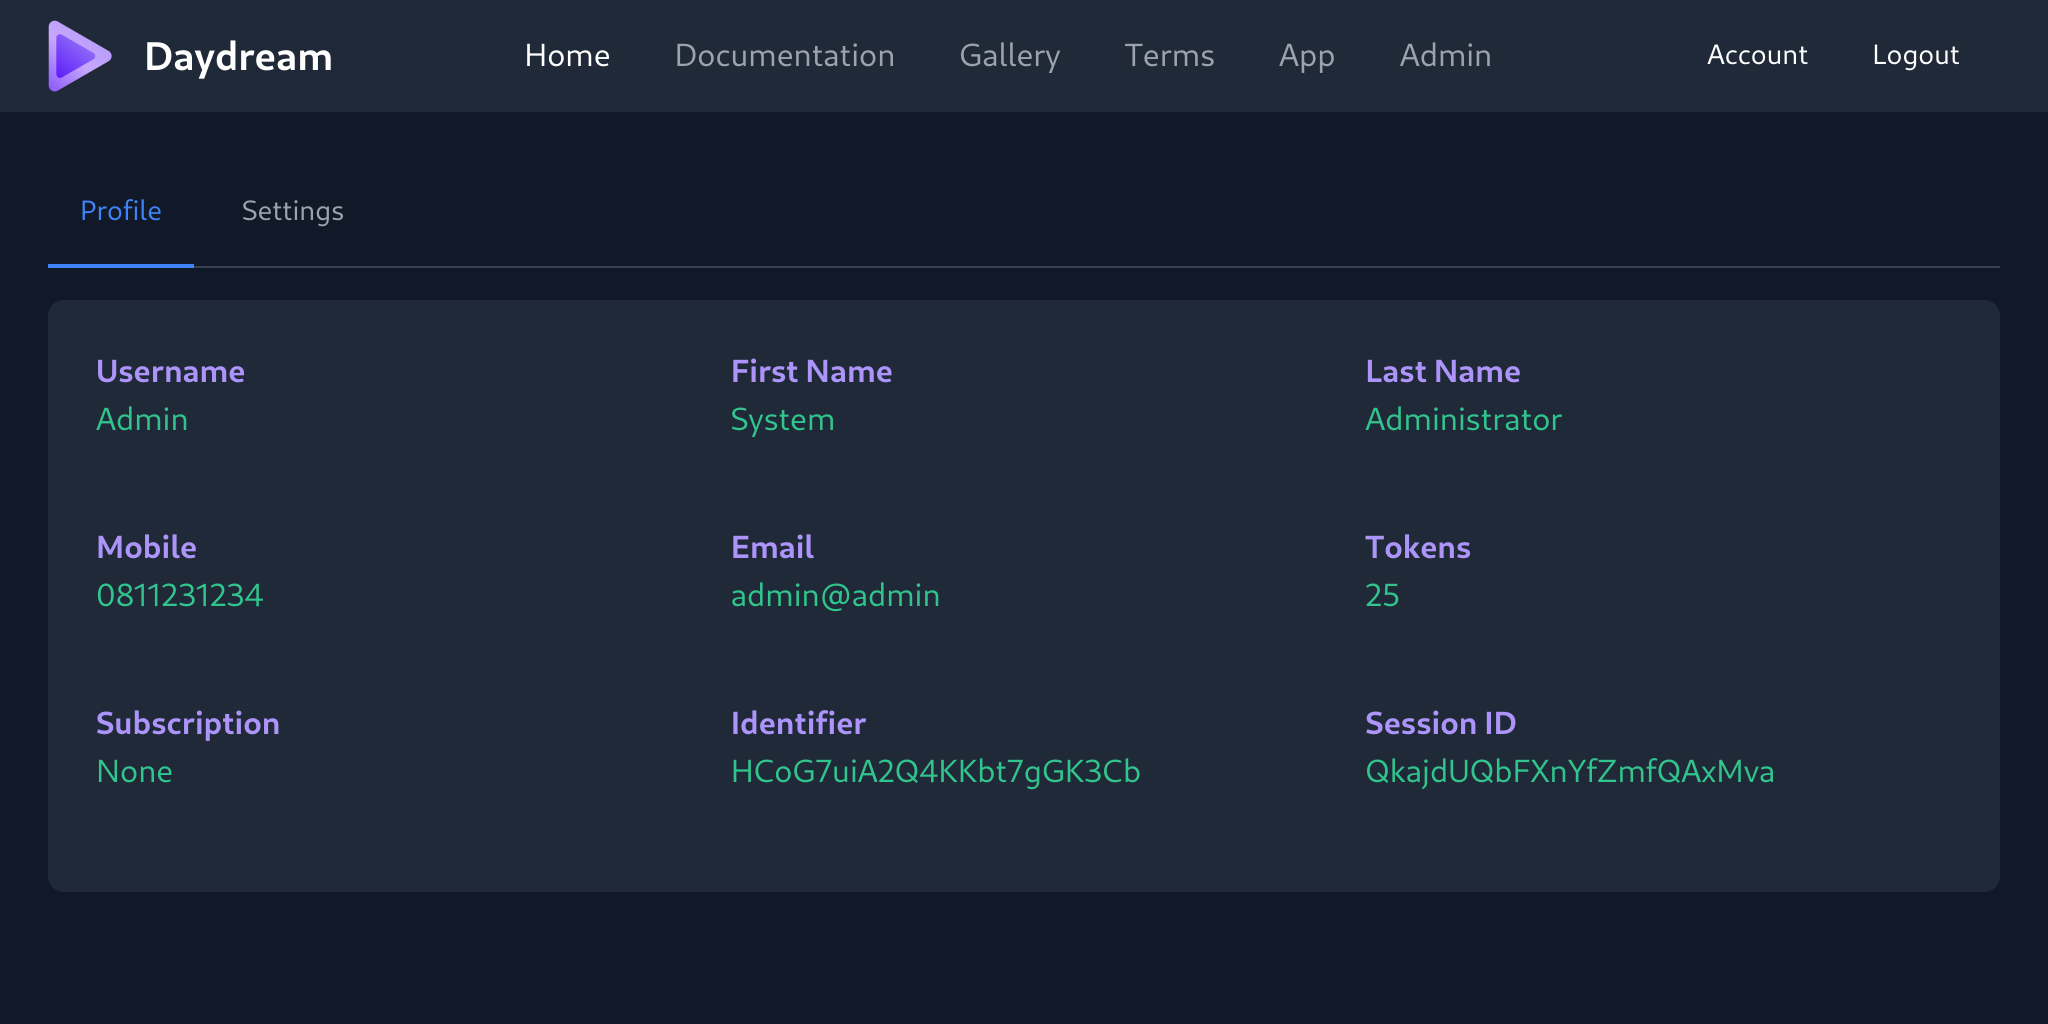 Daydream Home Documentation Gallery Terms App Admin Account Logout
Profile Settings
Username First Name Last Name
Admin System Administrator
Mobile Email Tokens
0811231234 admin@admin 25
Subscription Identifier Session ID
None HCoG7uiA2Q4KKbt7gGK3Cb QkajdUQbFXnYfZmfQAxMva